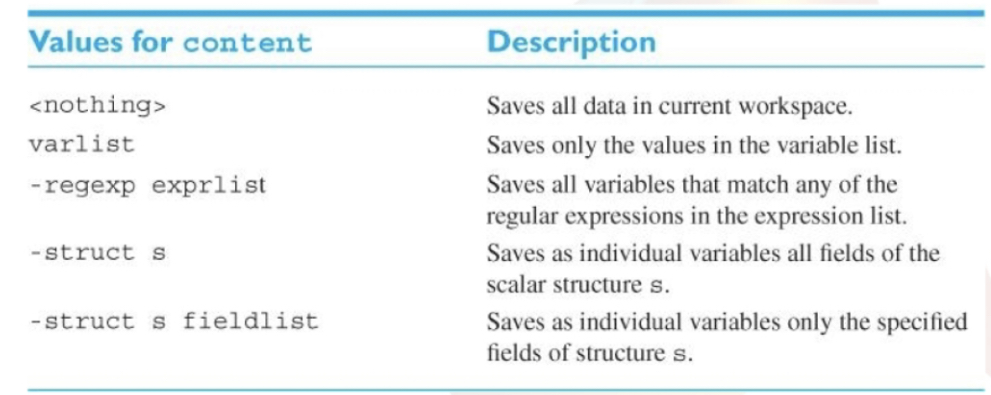 Values for content Description
<nothing> Saves all data in current workspace.
varlist Saves only the values in the variable list.
-regexp exprlist Saves all variables that match any of the
regular expressions in the expression list.
-struct s Saves as individual variables all fields of the
scalar structure s.
-struct s fieldlist Saves as individual variables only the specified
fields of structure s.